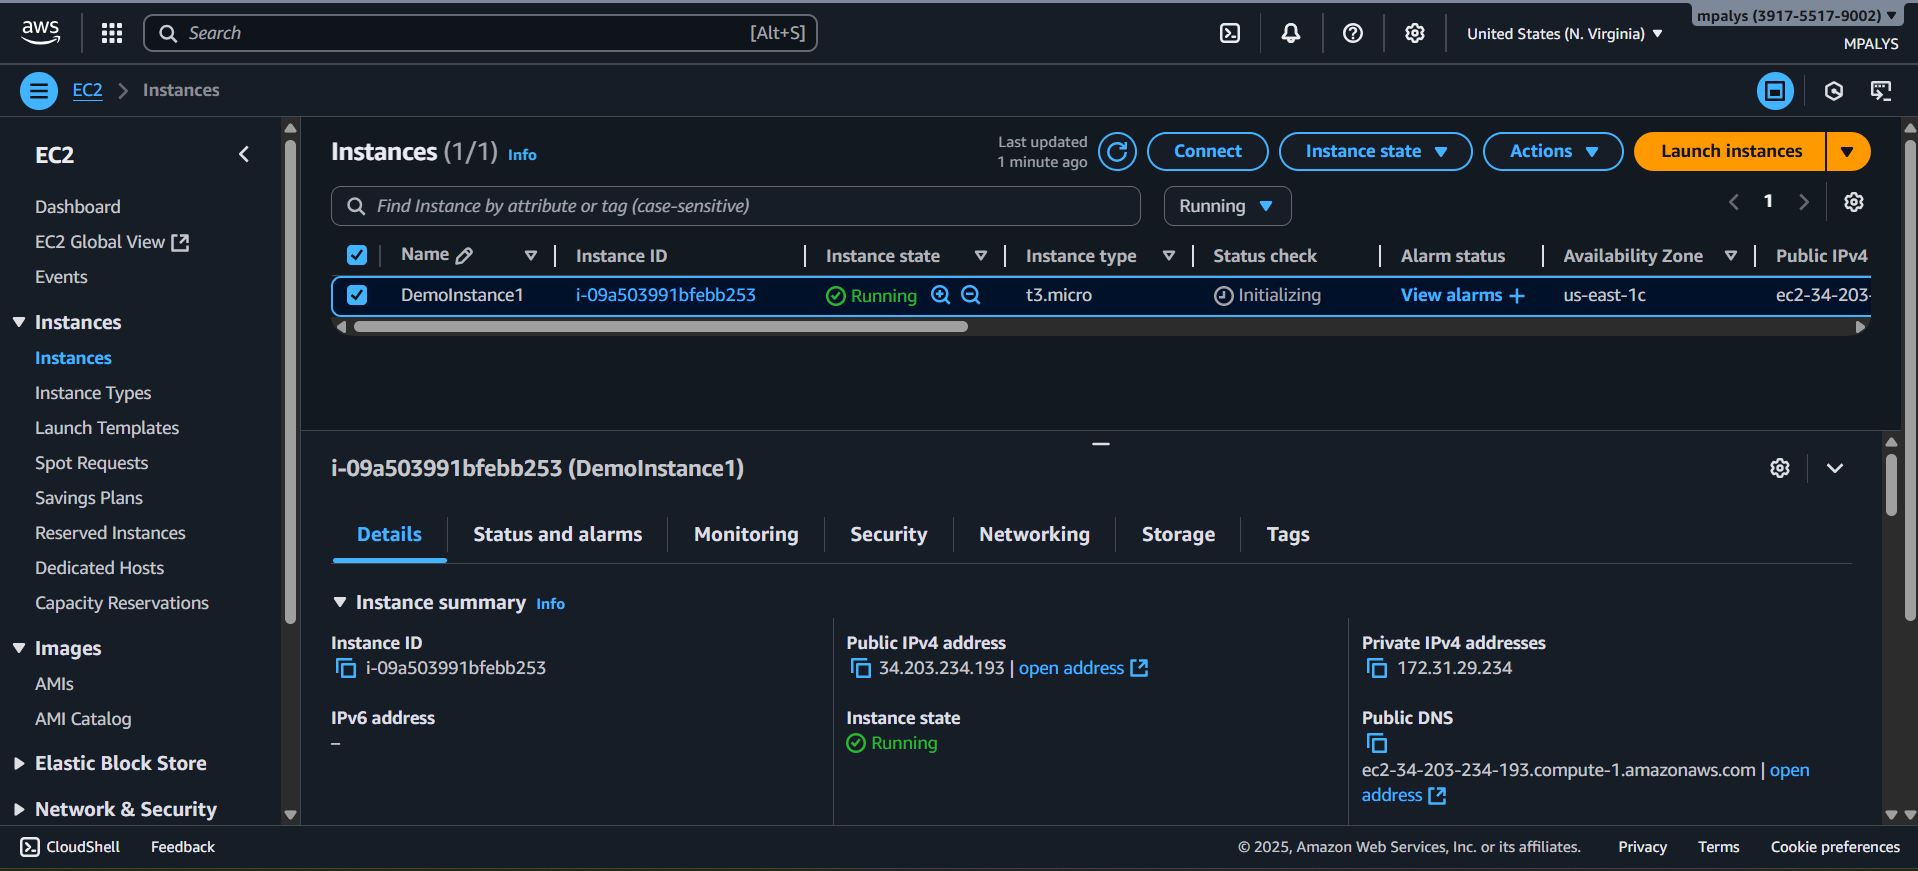 aws
Search
[Alt+S]
United States (N. Virginia)
mpalys (3917-5517-9002)
MPALYS
EC2
Instances
EC2
Dashboard
EC2 Global View
Events
Instances
Instances
Instance Types
Launch Templates
Spot Requests
Savings Plans
Reserved Instances
Dedicated Hosts
Capacity Reservations
Images
AMIs
AMI Catalog
Elastic Block Store
Network & Security
Instances (1/1) Info
Last updated
1 minute ago
Connect
Instance state
Actions
Launch instances
Find Instance by attribute or tag (case-sensitive)
Running
1
Name
Instance ID
Instance state
Instance type
Status check
Alarm status
Availability Zone
Public IPv4
DemoInstance1
i-09a503991bfebb253
Running
t3.micro
Initializing
View alarms +
us-east-1c
ec2-34-203-
i-09a503991bfebb253 (DemoInstance1)
Details
Status and alarms
Monitoring
Security
Networking
Storage
Tags
Instance summary Info
Instance ID
i-09a503991bfebb253
Public IPv4 address
34.203.234.193 | open address
Private IPv4 addresses
172.31.29.234
IPv6 address
–
Instance state
Running
Public DNS
ec2-34-203-234-193.compute-1.amazonaws.com | open
address
CloudShell
Feedback
© 2025, Amazon Web Services, Inc. or its affiliates.
Privacy
Terms
Cookie preferences